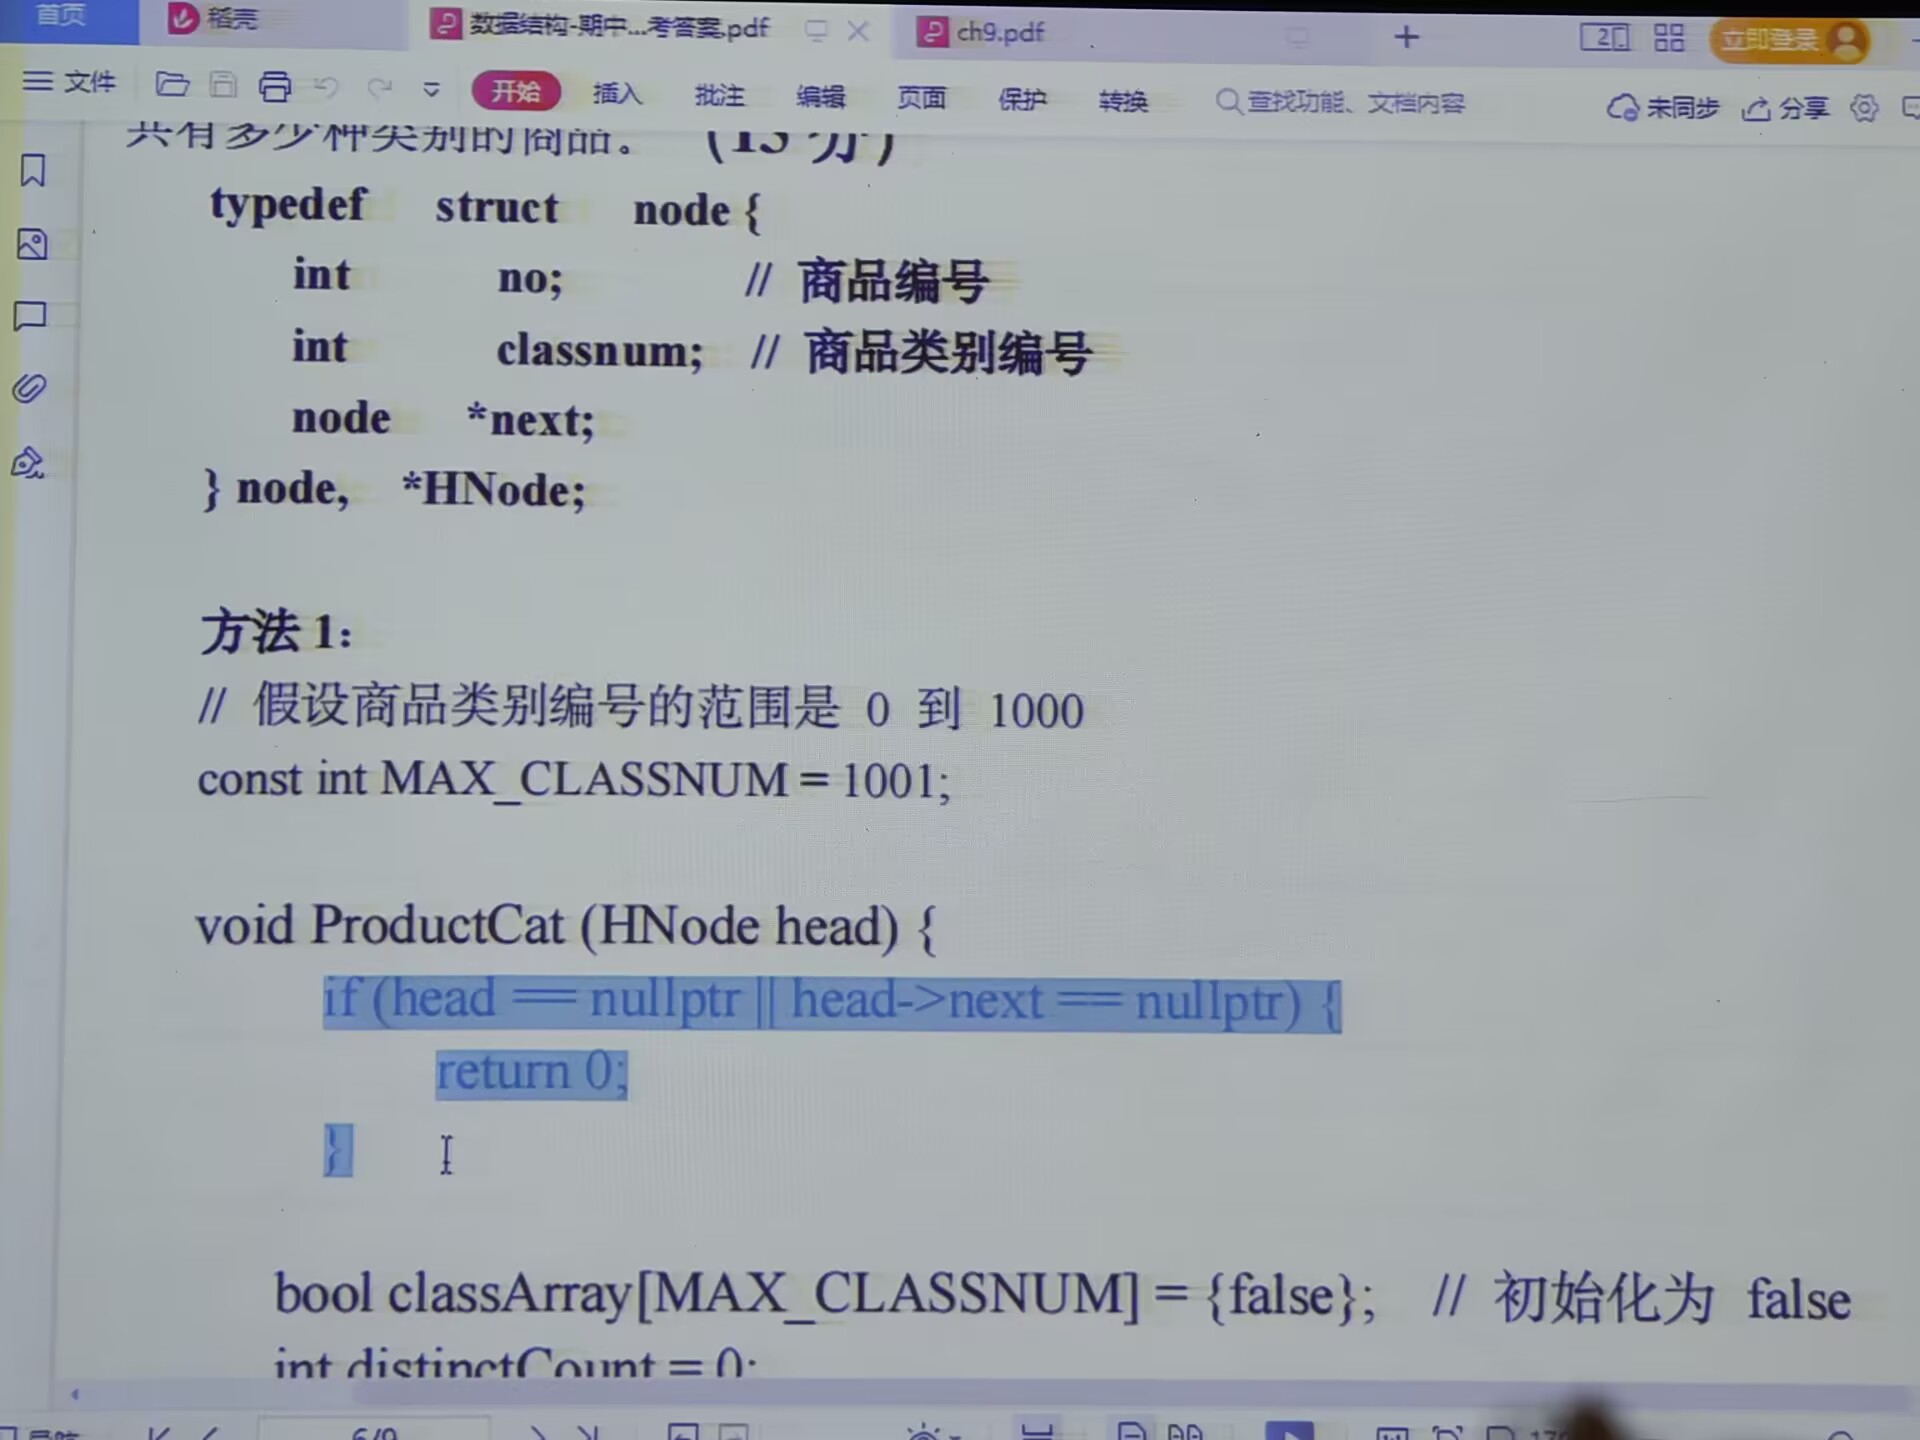 首页
稻壳
数据结构-期中...考答案.pdf
ch9.pdf
立即登录
文件
开始
插入
批注
编辑
页面
保护
转换
查找功能、文档内容
未同步
分享
共有多少种类别的商品。 (15 分)
typedef struct node {
int no; // 商品编号
int classnum; // 商品类别编号
node *next;
} node, *HNode;
方法 1:
// 假设商品类别编号的范围是 0 到 1000
const int MAX_CLASSNUM = 1001;
void ProductCat (HNode head) {
if (head == nullptr || head->next == nullptr) {
return 0;
}
bool classArray[MAX_CLASSNUM] = {false}; // 初始化为 false
int distinctCount = 0;
6/9